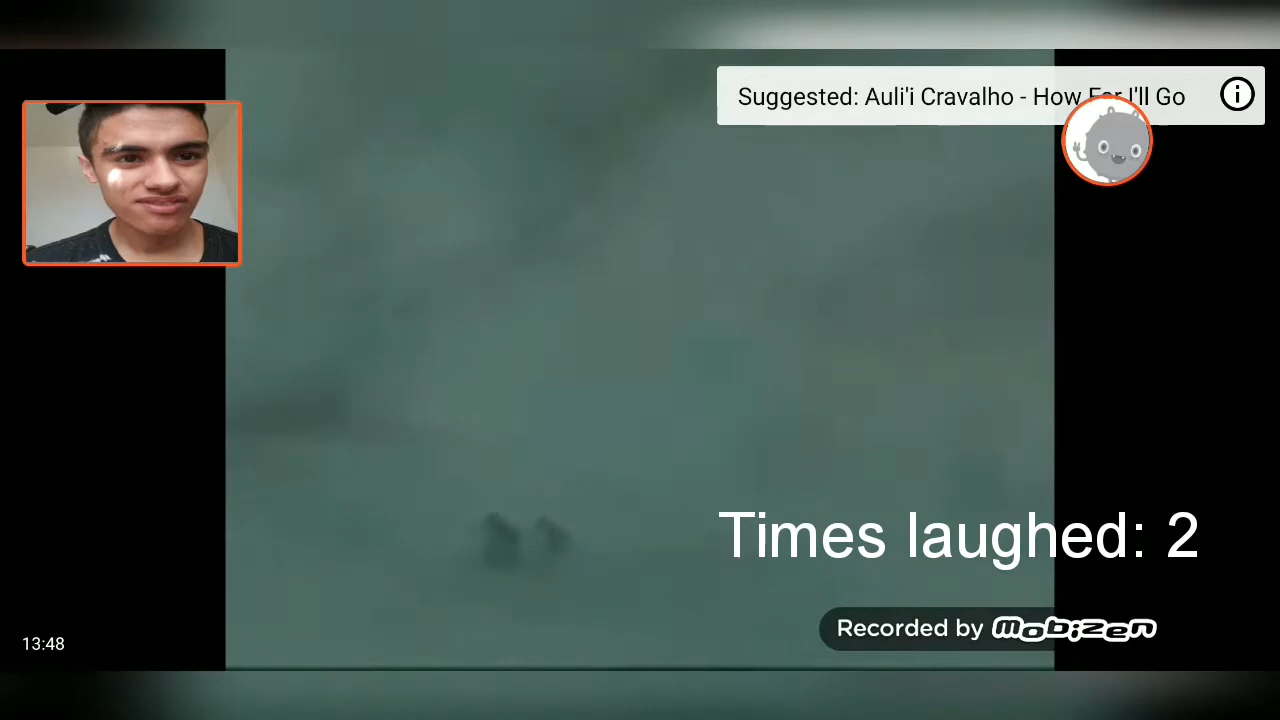 Suggested: Auli'i Cravalho - How Far I'll Go
Times laughed: 2
Recorded by mobizen
13:48